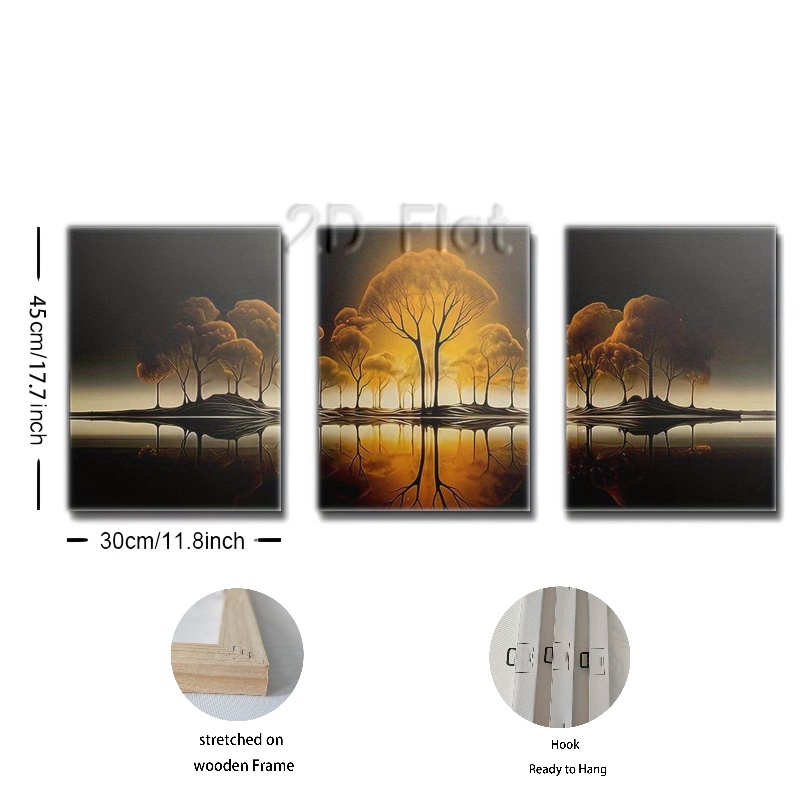 2D Flat
45cm/17.7inch
30cm/11.8inch
stretched on
wooden Frame
Hook
Ready to Hang